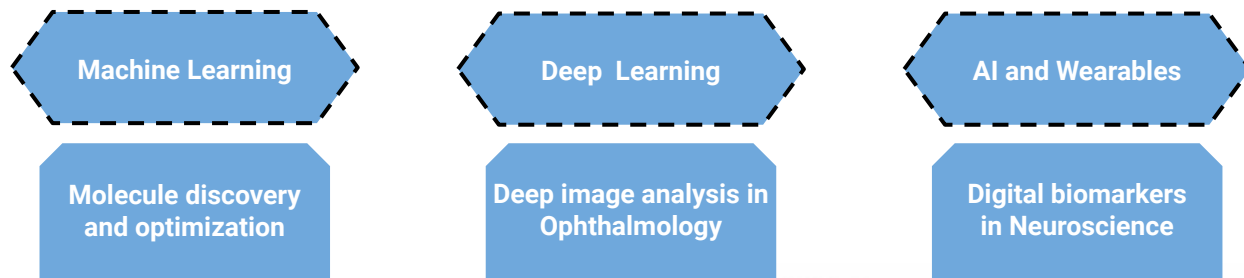 Machine Learning
Deep Learning
AI and Wearables
Molecule discovery
and optimization
Deep image analysis in
Ophthalmology
Digital biomarkers
in Neuroscience